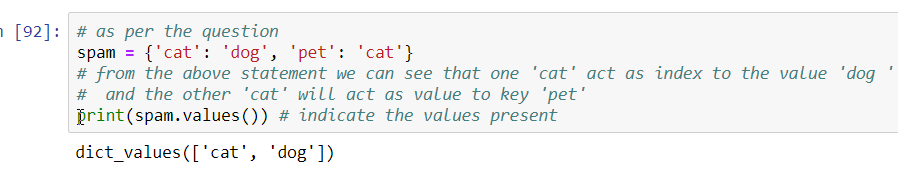 [92]: # as per the question
spam = {'cat': 'dog', 'pet': 'cat'}
# from the above statement we can see that one 'cat' act as index to the value 'dog '
#  and the other 'cat' will act as value to key 'pet'
print(spam.values()) # indicate the values present
dict_values(['cat', 'dog'])